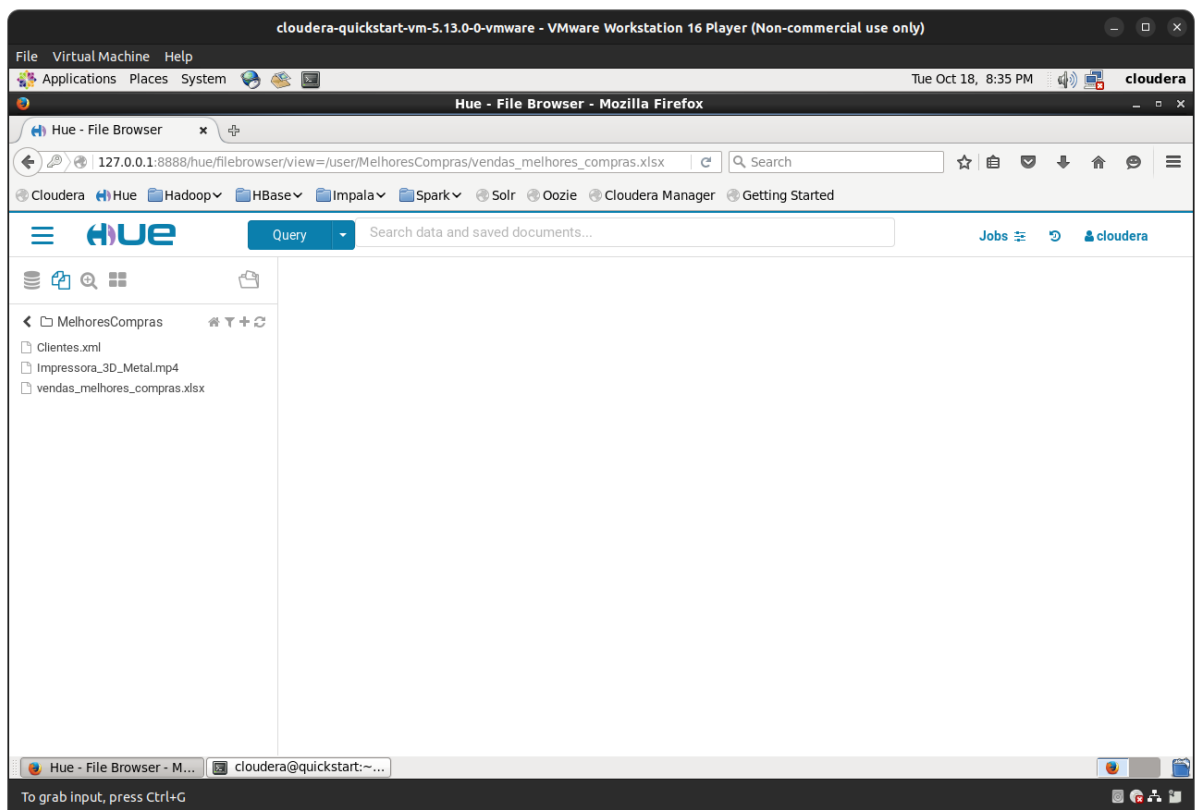 cloudera-quickstart-vm-5.13.0-0-vmware - VMware Workstation 16 Player (Non-commercial use only)
File Virtual Machine Help
Applications Places System Tue Oct 18, 8:35 PM cloudera
Hue - File Browser - Mozilla Firefox
Hue - File Browser
127.0.0.1:8888/hue/filebrowser/view=/user/MelhoresCompras/vendas_melhores_compras.xlsx Search
Cloudera Hue Hadoop HBase Impala Spark Solr Oozie Cloudera Manager Getting Started
HUE Query Search data and saved documents... Jobs cloudera
MelhoresCompras
Clientes.xml
Impressora_3D_Metal.mp4
vendas_melhores_compras.xlsx
Hue - File Browser - M... cloudera@quickstart:~...
To grab input, press Ctrl+G